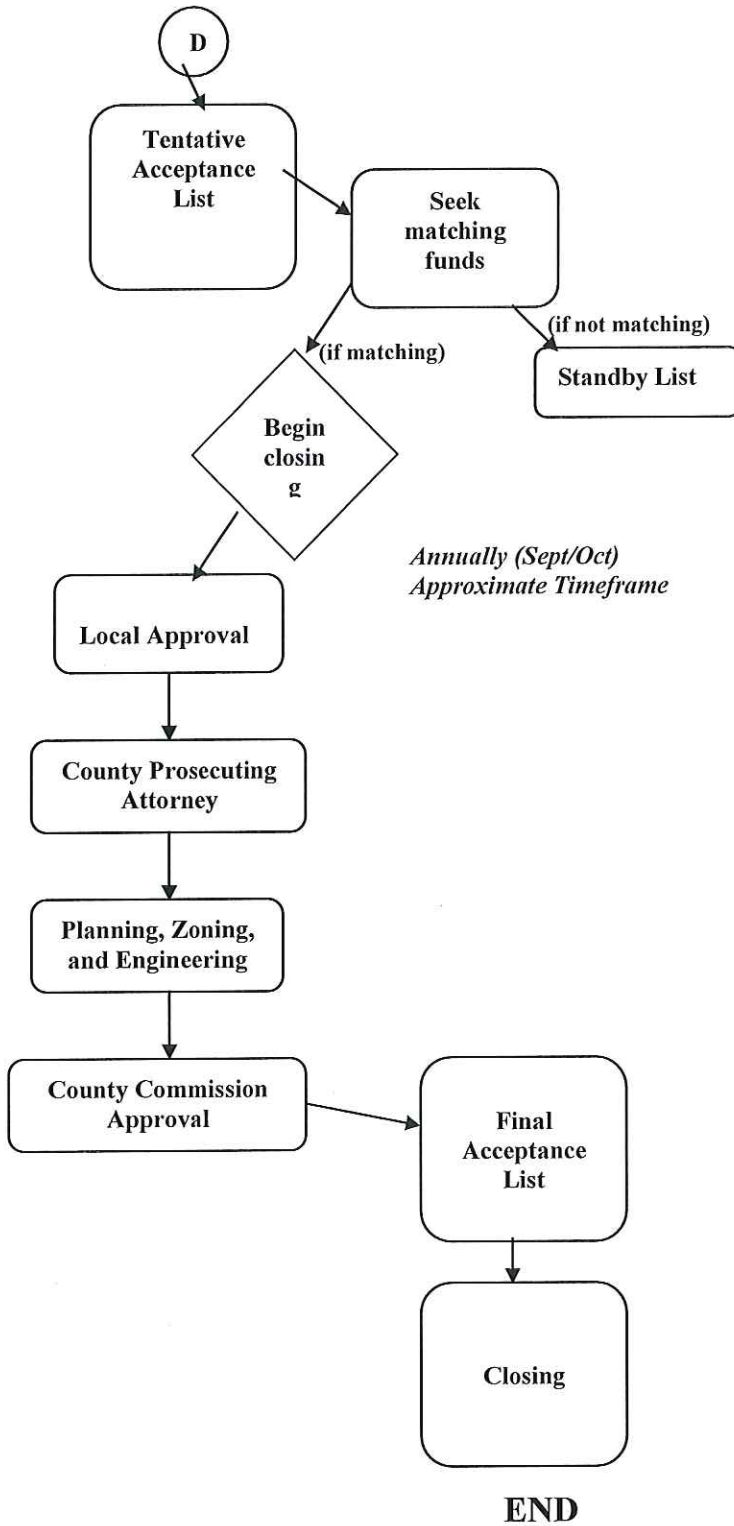 D
Tentative
Acceptance
List
Seek
matching
funds
(if not matching)
(if matching)
Standby List
Begin
closin
g
Annually (Sept/Oct)
Approximate Timeframe
Local Approval
County Prosecuting
Attorney
Planning, Zoning,
and Engineering
County Commission
Approval
Final
Acceptance
List
Closing
END